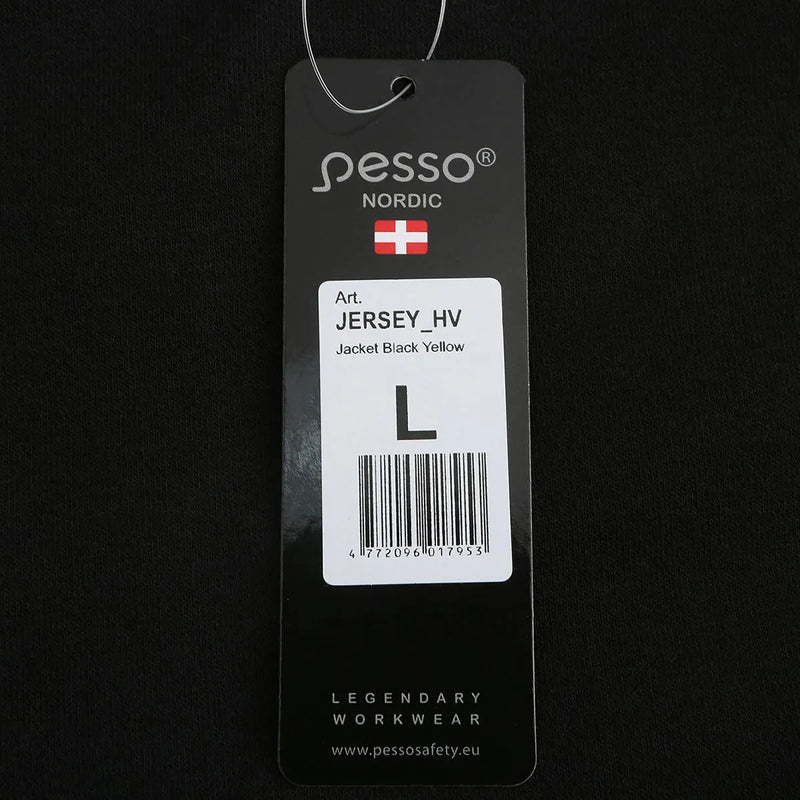 pesso®
NORDIC
Art.
JERSEY_HV
Jacket Black Yellow
L
4 772096 017953
LEGENDARY
WORKWEAR
www.pessosafety.eu